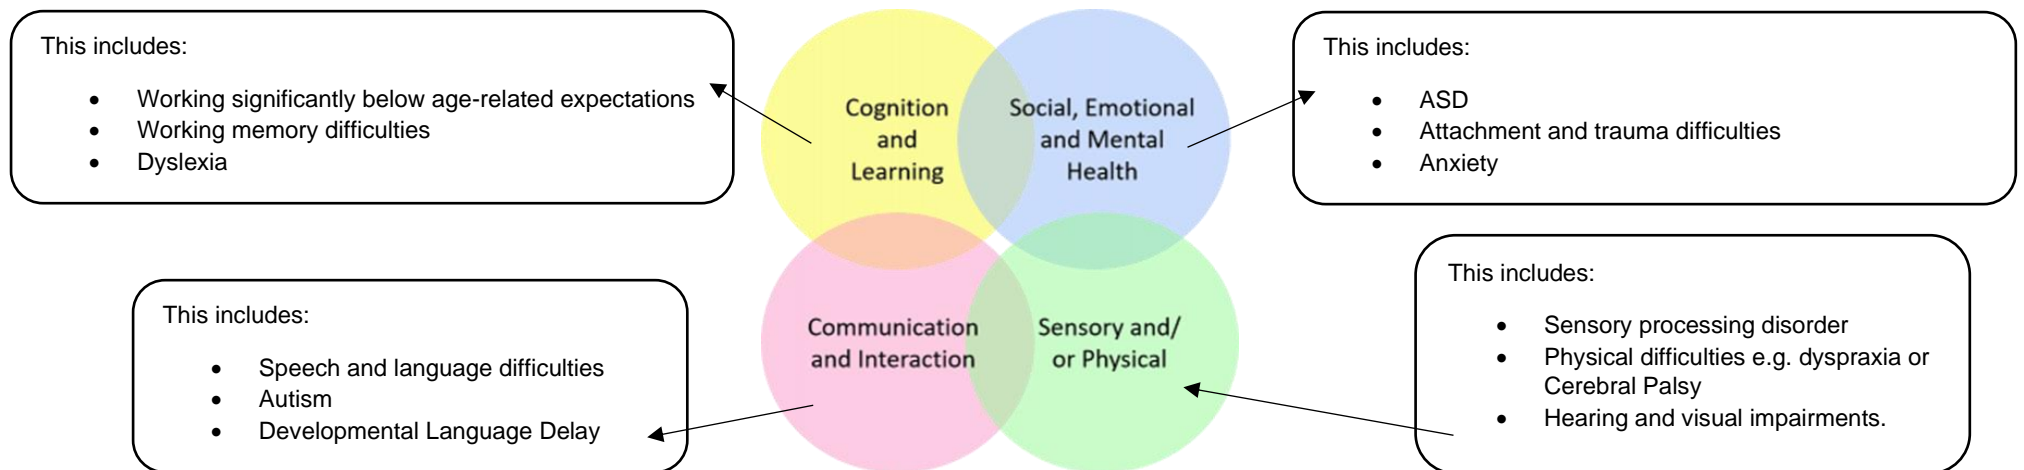 This includes:
• Working significantly below age-related expectations
• Working memory difficulties
• Dyslexia
Cognition
and
Learning
Social, Emotional
and Mental
Health
This includes:
• ASD
• Attachment and trauma difficulties
• Anxiety
This includes:
• Speech and language difficulties
• Autism
• Developmental Language Delay
Communication
and Interaction
Sensory and/
or Physical
This includes:
• Sensory processing disorder
• Physical difficulties e.g. dyspraxia or
Cerebral Palsy
• Hearing and visual impairments.